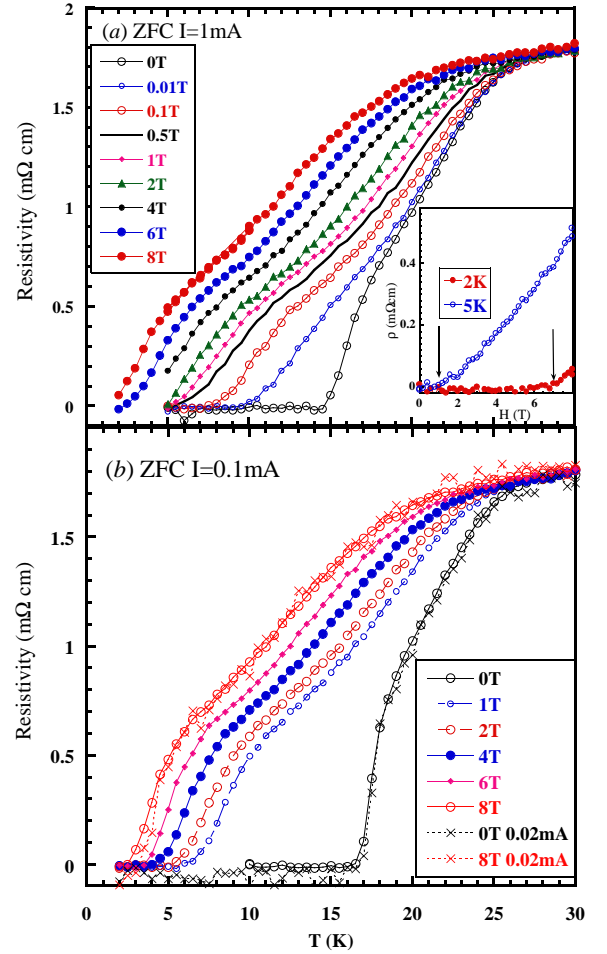 (a) ZFC I=1mA
0T
0.01T
0.1T
0.5T
1T
2T
4T
6T
8T
2
1.5
1
0.5
0
Resistivity (mΩ cm)
2K
5K
0.4
0.2
0
ρ (mΩcm)
0
2
4
6
H (T)
(b) ZFC I=0.1mA
0T
1T
2T
4T
6T
8T
0T 0.02mA
8T 0.02mA
1.5
1
0.5
0
Resistivity (mΩ cm)
0
5
10
15
20
25
30
T (K)